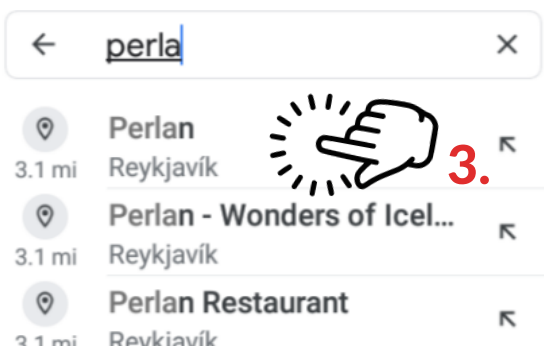 perla
Perlan
3.1 mi Reykjavík
3.
Perlan - Wonders of Icel...
3.1 mi Reykjavík
Perlan Restaurant
3.1 mi Reykjavík